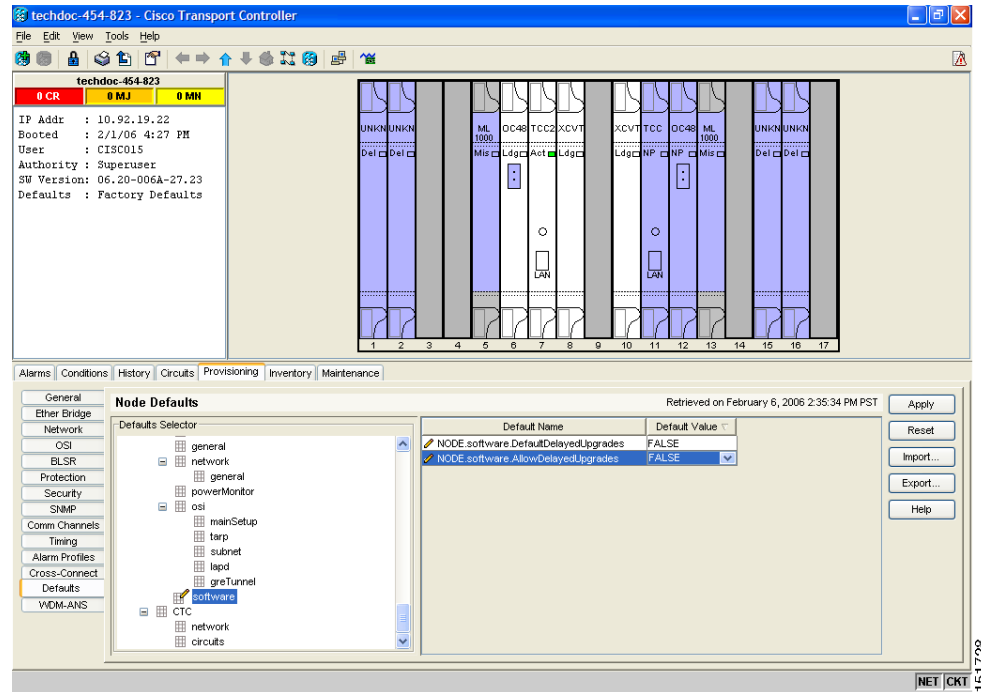 techdoc-454-823 - Cisco Transport Controller
File Edit View Tools Help
techdoc-454-823
0 CR 0 MJ 0 MN
IP Addr : 10.92.19.22
Booted : 2/1/06 4:27 PM
User : CISCO15
Authority : Superuser
SW Version: 06.20-006A-27.23
Defaults : Factory Defaults
UNKN UNKN ML 1000 OC48 TCC2 XCVT XCVT TCC OC48 ML 1000 UNKN UNKN
Del Del Mis Ldg Act Ldg Ldg NP NP Mis Del Del
LAN LAN
1 2 3 4 5 6 7 8 9 10 11 12 13 14 15 16 17
Alarms Conditions History Circuits Provisioning Inventory Maintenance
General
Ether Bridge
Network
OSI
BLSR
Protection
Security
SNMP
Comm Channels
Timing
Alarm Profiles
Cross-Connect
Defaults
WDM-ANS
Node Defaults
Retrieved on February 6, 2006 2:35:34 PM PST
Defaults Selector
general
network
general
powerMonitor
osi
mainSetup
tarp
subnet
lapd
greTunnel
software
CTC
network
circuits
Default Name Default Value
NODE.software.DefaultDelayedUpgrades FALSE
NODE.software.AllowDelayedUpgrades FALSE
Apply
Reset
Import...
Export...
Help
NET CKT
151728